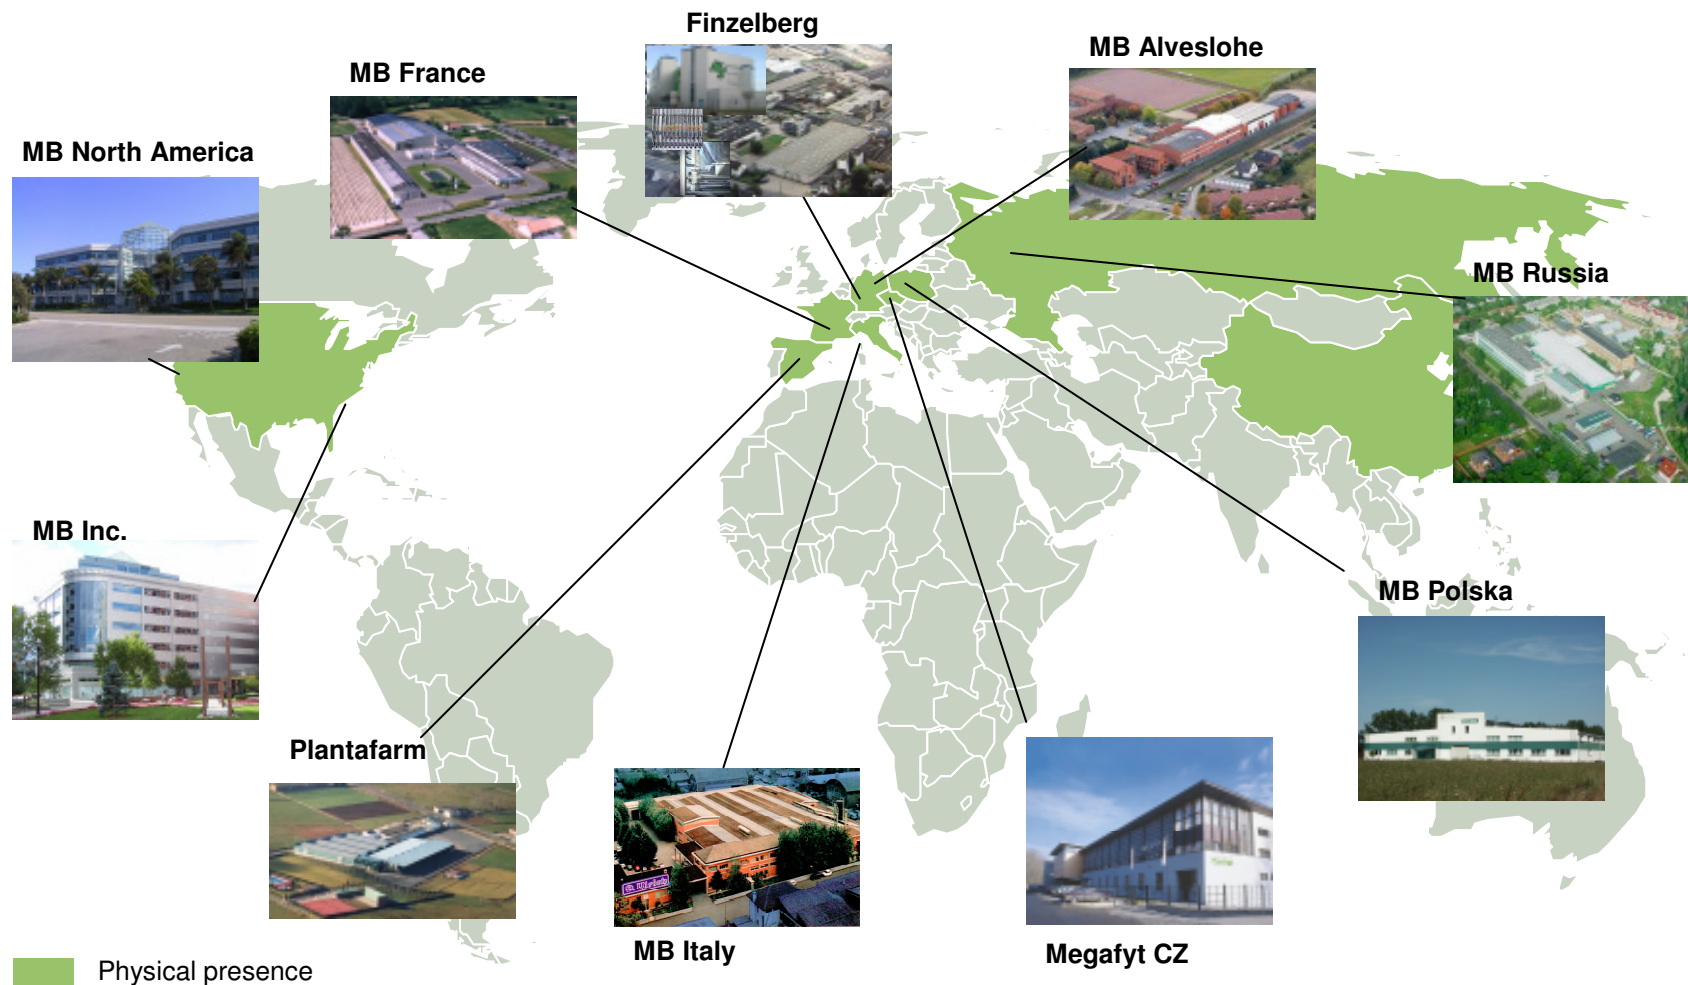 Finzelberg
MB Alveslohe
MB France
MB North America
MB Russia
MB Inc.
MB Polska
Plantafarm
MB Italy
Megafyt CZ
Physical presence